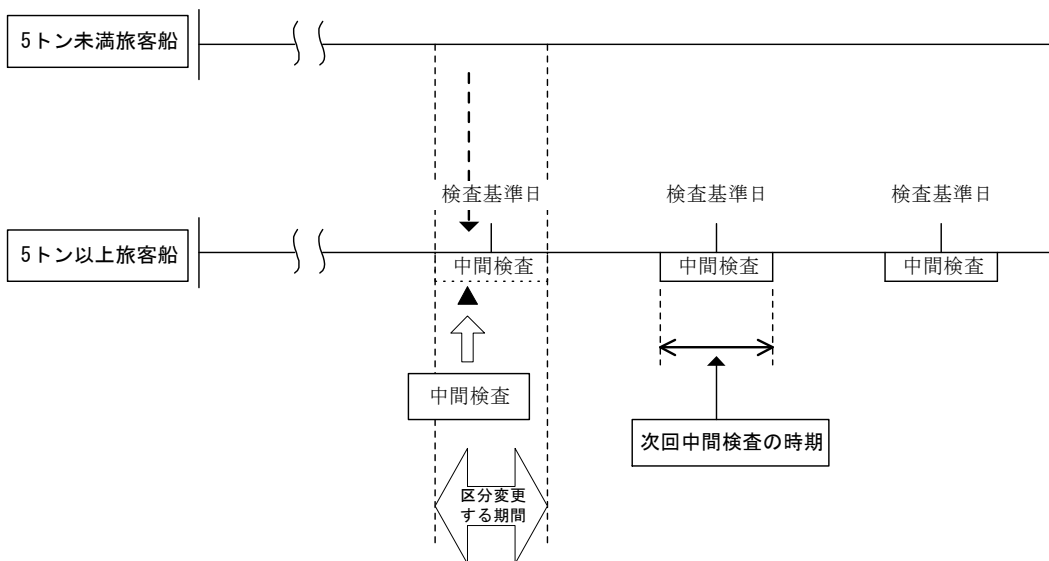 5トン未満旅客船
検査基準日
検査基準日
検査基準日
5トン以上旅客船
中間検査
中間検査
中間検査
中間検査
次回中間検査の時期
区分変更
する期間